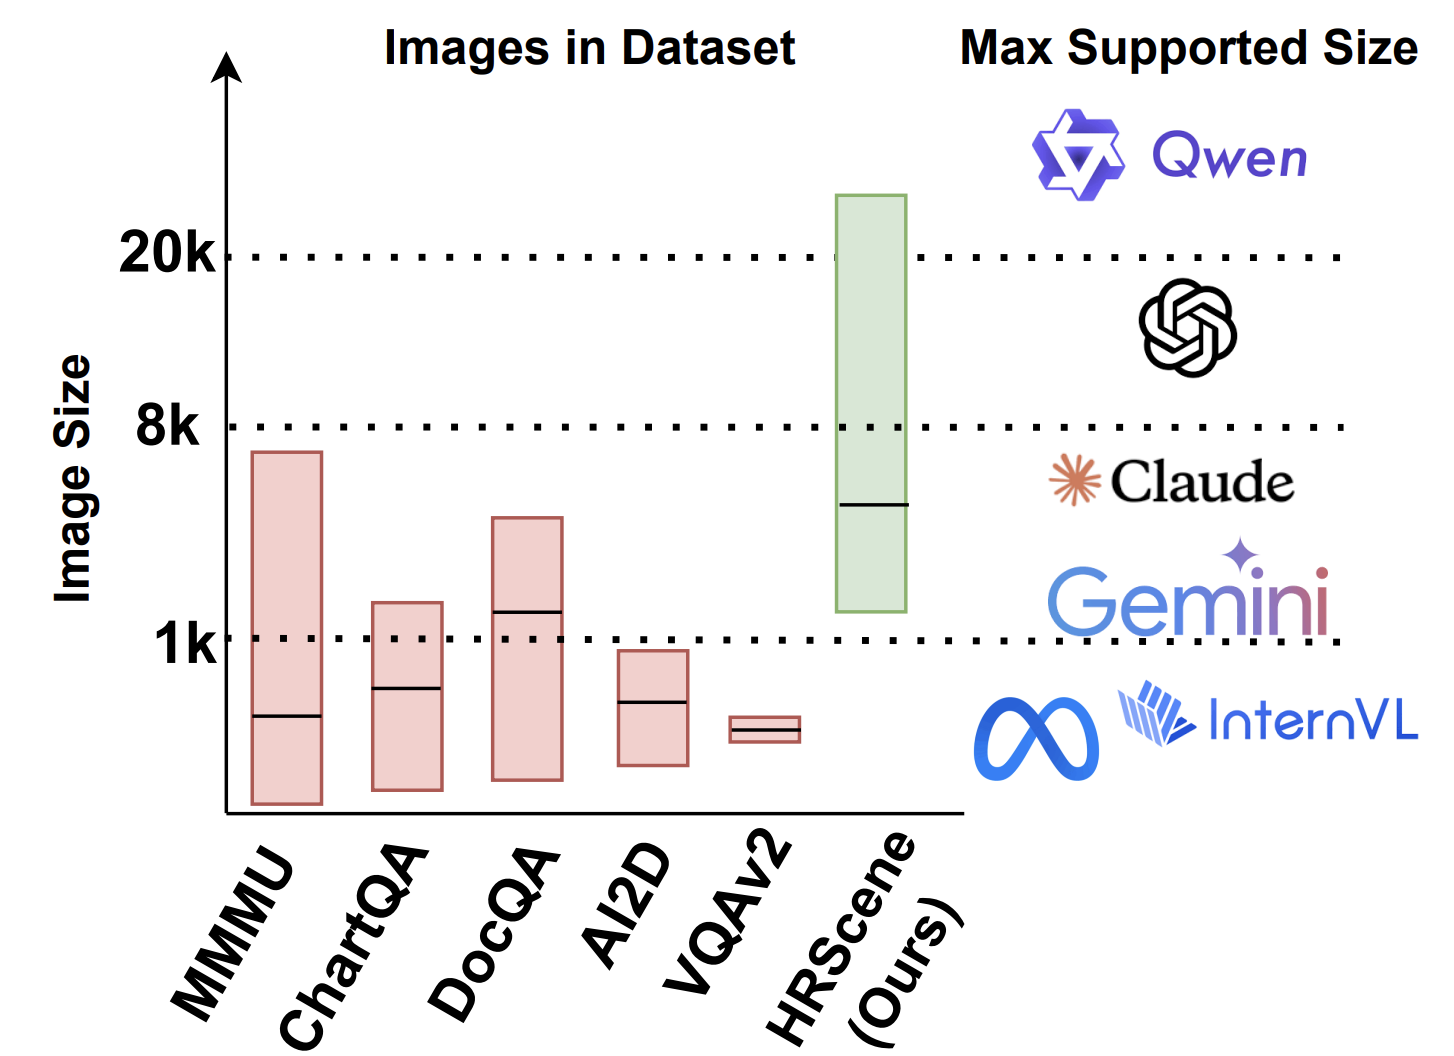 Images in Dataset
Max Supported Size
Qwen
20k
8k
Claude
Gemini
1k
InternVL
Image Size
MMMU
ChartQA
DocQA
AI2D
VQAv2
HRScene
(Ours)